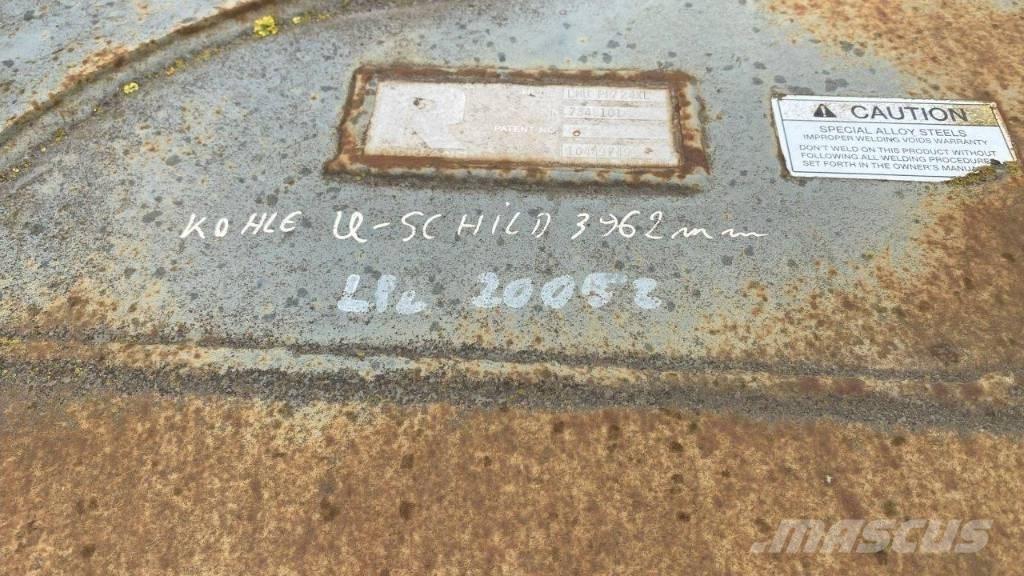 PATENT NO.
CAUTION
SPECIAL ALLOY STEELS
IMPROPER WELDING VOIDS WARRANTY
DON'T WELD ON THIS PRODUCT WITHOUT
FOLLOWING ALL WELDING PROCEDURES
SET FORTH IN THE OWNER'S MANUAL
KOHLE U-SCHILD 3962mm
20052
MASCUS